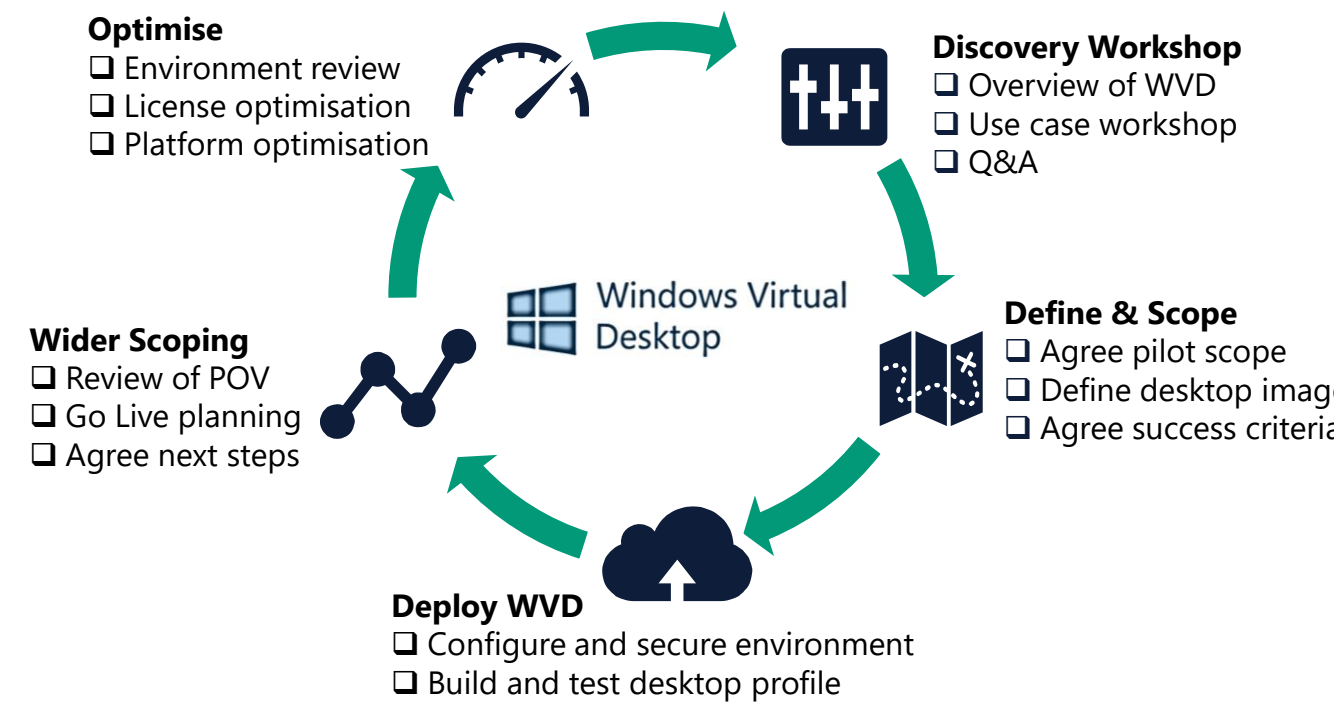 Optimise
❑ Environment review
❑ License optimisation
❑ Platform optimisation
Discovery Workshop
❑ Overview of WVD
❑ Use case workshop
❑ Q&A
Windows Virtual
Desktop
Define & Scope
❑ Agree pilot scope
❑ Define desktop image
❑ Agree success criteria
Deploy WVD
❑ Configure and secure environment
❑ Build and test desktop profile
Wider Scoping
❑ Review of POV
❑ Go Live planning
❑ Agree next steps